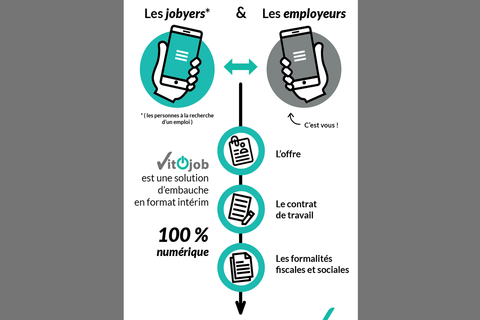 Les jobyers*
&
Les employeurs
* ( les personnes à la recherche
d'un emploi )
C'est vous !
L'offre
VitOjob
est une solution
d'embauche
en format intérim
Le contrat
de travail
100 %
numérique
Les formalités
fiscales et sociales